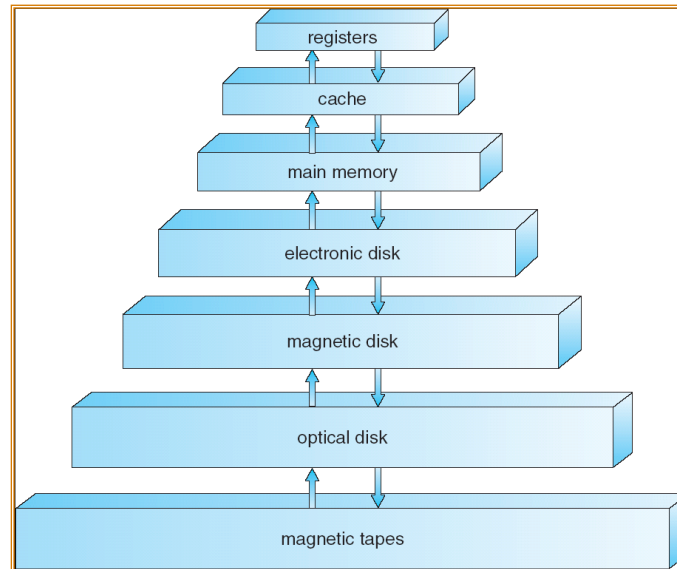 registers
cache
main memory
electronic disk
magnetic disk
optical disk
magnetic tapes